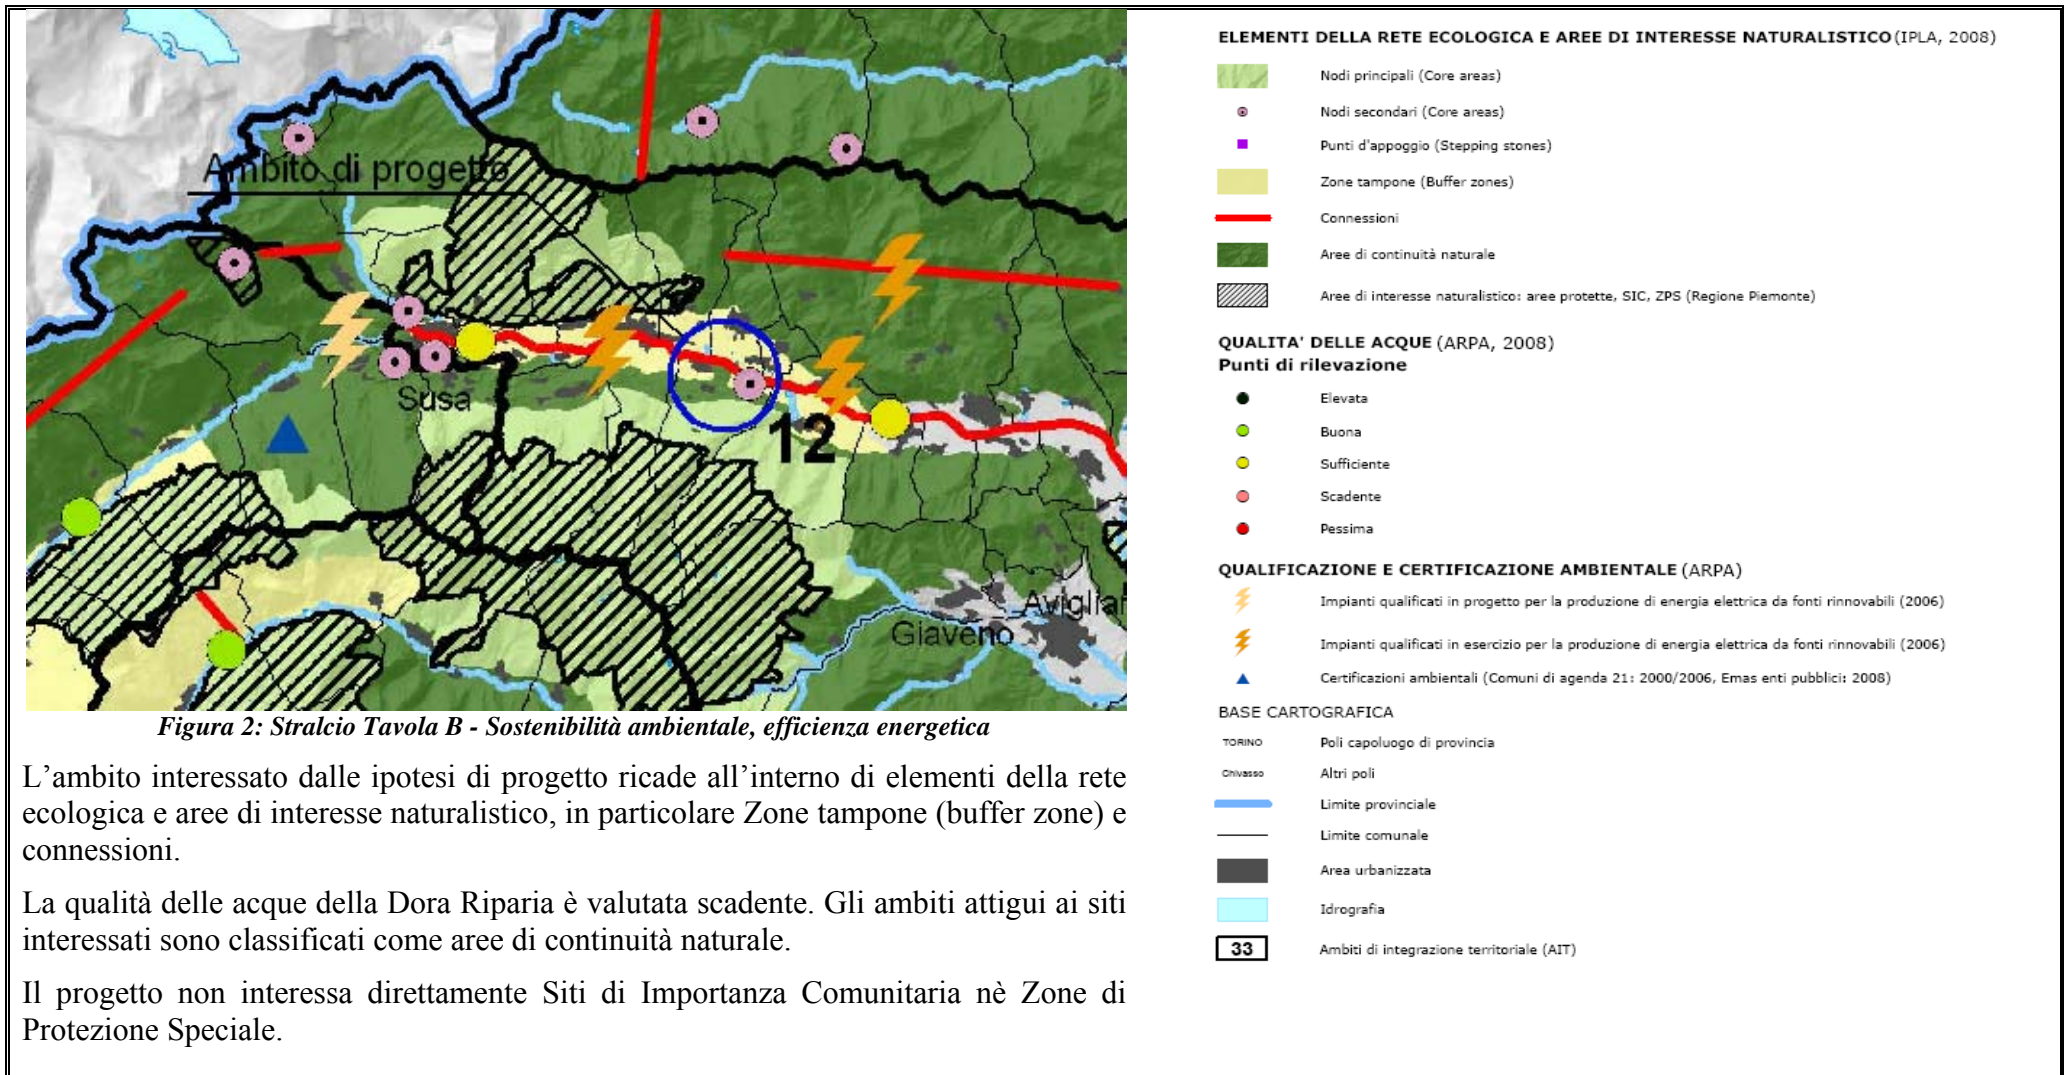 Ambito di progetto
Susa
12
Giaveno
Figura 2: Stralcio Tavola B - Sostenibilità ambientale, efficienza energetica
L’ambito interessato dalle ipotesi di progetto ricade all’interno di elementi della rete
ecologica e aree di interesse naturalistico, in particolare Zone tampone (buffer zone) e
connessioni.
La qualità delle acque della Dora Riparia è valutata scadente. Gli ambiti attigui ai siti
interessati sono classificati come aree di continuità naturale.
Il progetto non interessa direttamente Siti di Importanza Comunitaria nè Zone di
Protezione Speciale.
ELEMENTI DELLA RETE ECOLOGICA E AREE DI INTERESSE NATURALISTICO (IPLA, 2008)
Nodi principali (Core areas)
Nodi secondari (Core areas)
Punti d'appoggio (Stepping stones)
Zone tampone (Buffer zones)
Connessioni
Aree di continuità naturale
Aree di interesse naturalistico: aree protette, SIC, ZPS (Regione Piemonte)
QUALITA' DELLE ACQUE (ARPA, 2008)
Punti di rilevazione
Elevata
Buona
Sufficiente
Scadente
Pessima
QUALIFICAZIONE E CERTIFICAZIONE AMBIENTALE (ARPA)
Impianti qualificati in progetto per la produzione di energia elettrica da fonti rinnovabili (2006)
Impianti qualificati in esercizio per la produzione di energia elettrica da fonti rinnovabili (2006)
Certificazioni ambientali (Comuni di agenda 21: 2000/2006, Emas enti pubblici: 2008)
BASE CARTOGRAFICA
TORINO Poli capoluogo di provincia
Chivasso Altri poli
Limite provinciale
Limite comunale
Area urbanizzata
Idrografia
33 Ambiti di integrazione territoriale (AIT)